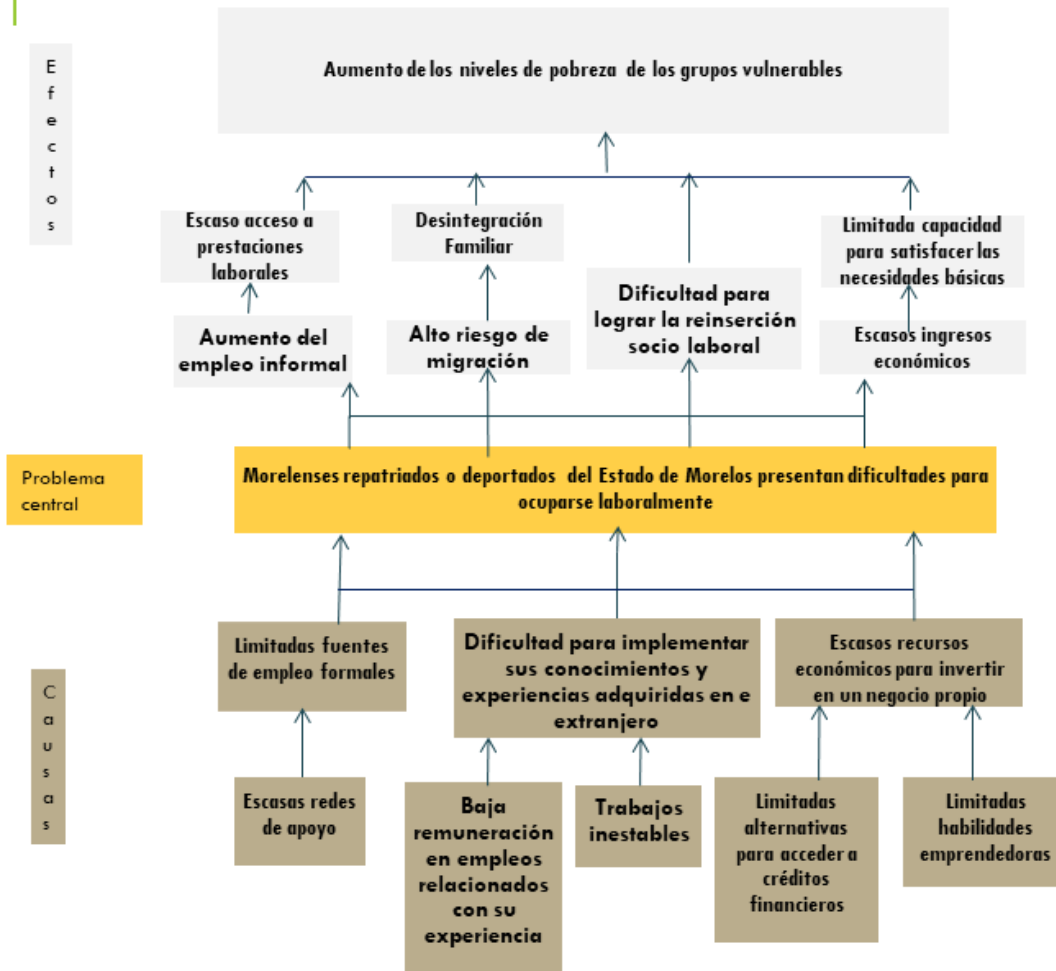 Efectos
Aumento de los niveles de pobreza de los grupos vulnerables
Escaso acceso a
prestaciones
laborales
Desintegración
Familiar
Limitada capacidad
para satisfacer las
necesidades básicas
Dificultad para
lograr la reinserción
socio laboral
Aumento del
empleo informal
Alto riesgo de
migración
Escasos ingresos
económicos
Problema
central
Morelenses repatriados o deportados del Estado de Morelos presentan dificultades para
ocuparse laboralmente
Causas
Limitadas fuentes
de empleo formales
Dificultad para implementar
sus conocimientos y
experiencias adquiridas en e
extranjero
Escasos recursos
económicos para invertir
en un negocio propio
Escasas redes
de apoyo
Baja
remuneración
en empleos
relacionados
con su
experiencia
Trabajos
inestables
Limitadas
alternativas
para acceder a
créditos
financieros
Limitadas
habilidades
emprendedoras